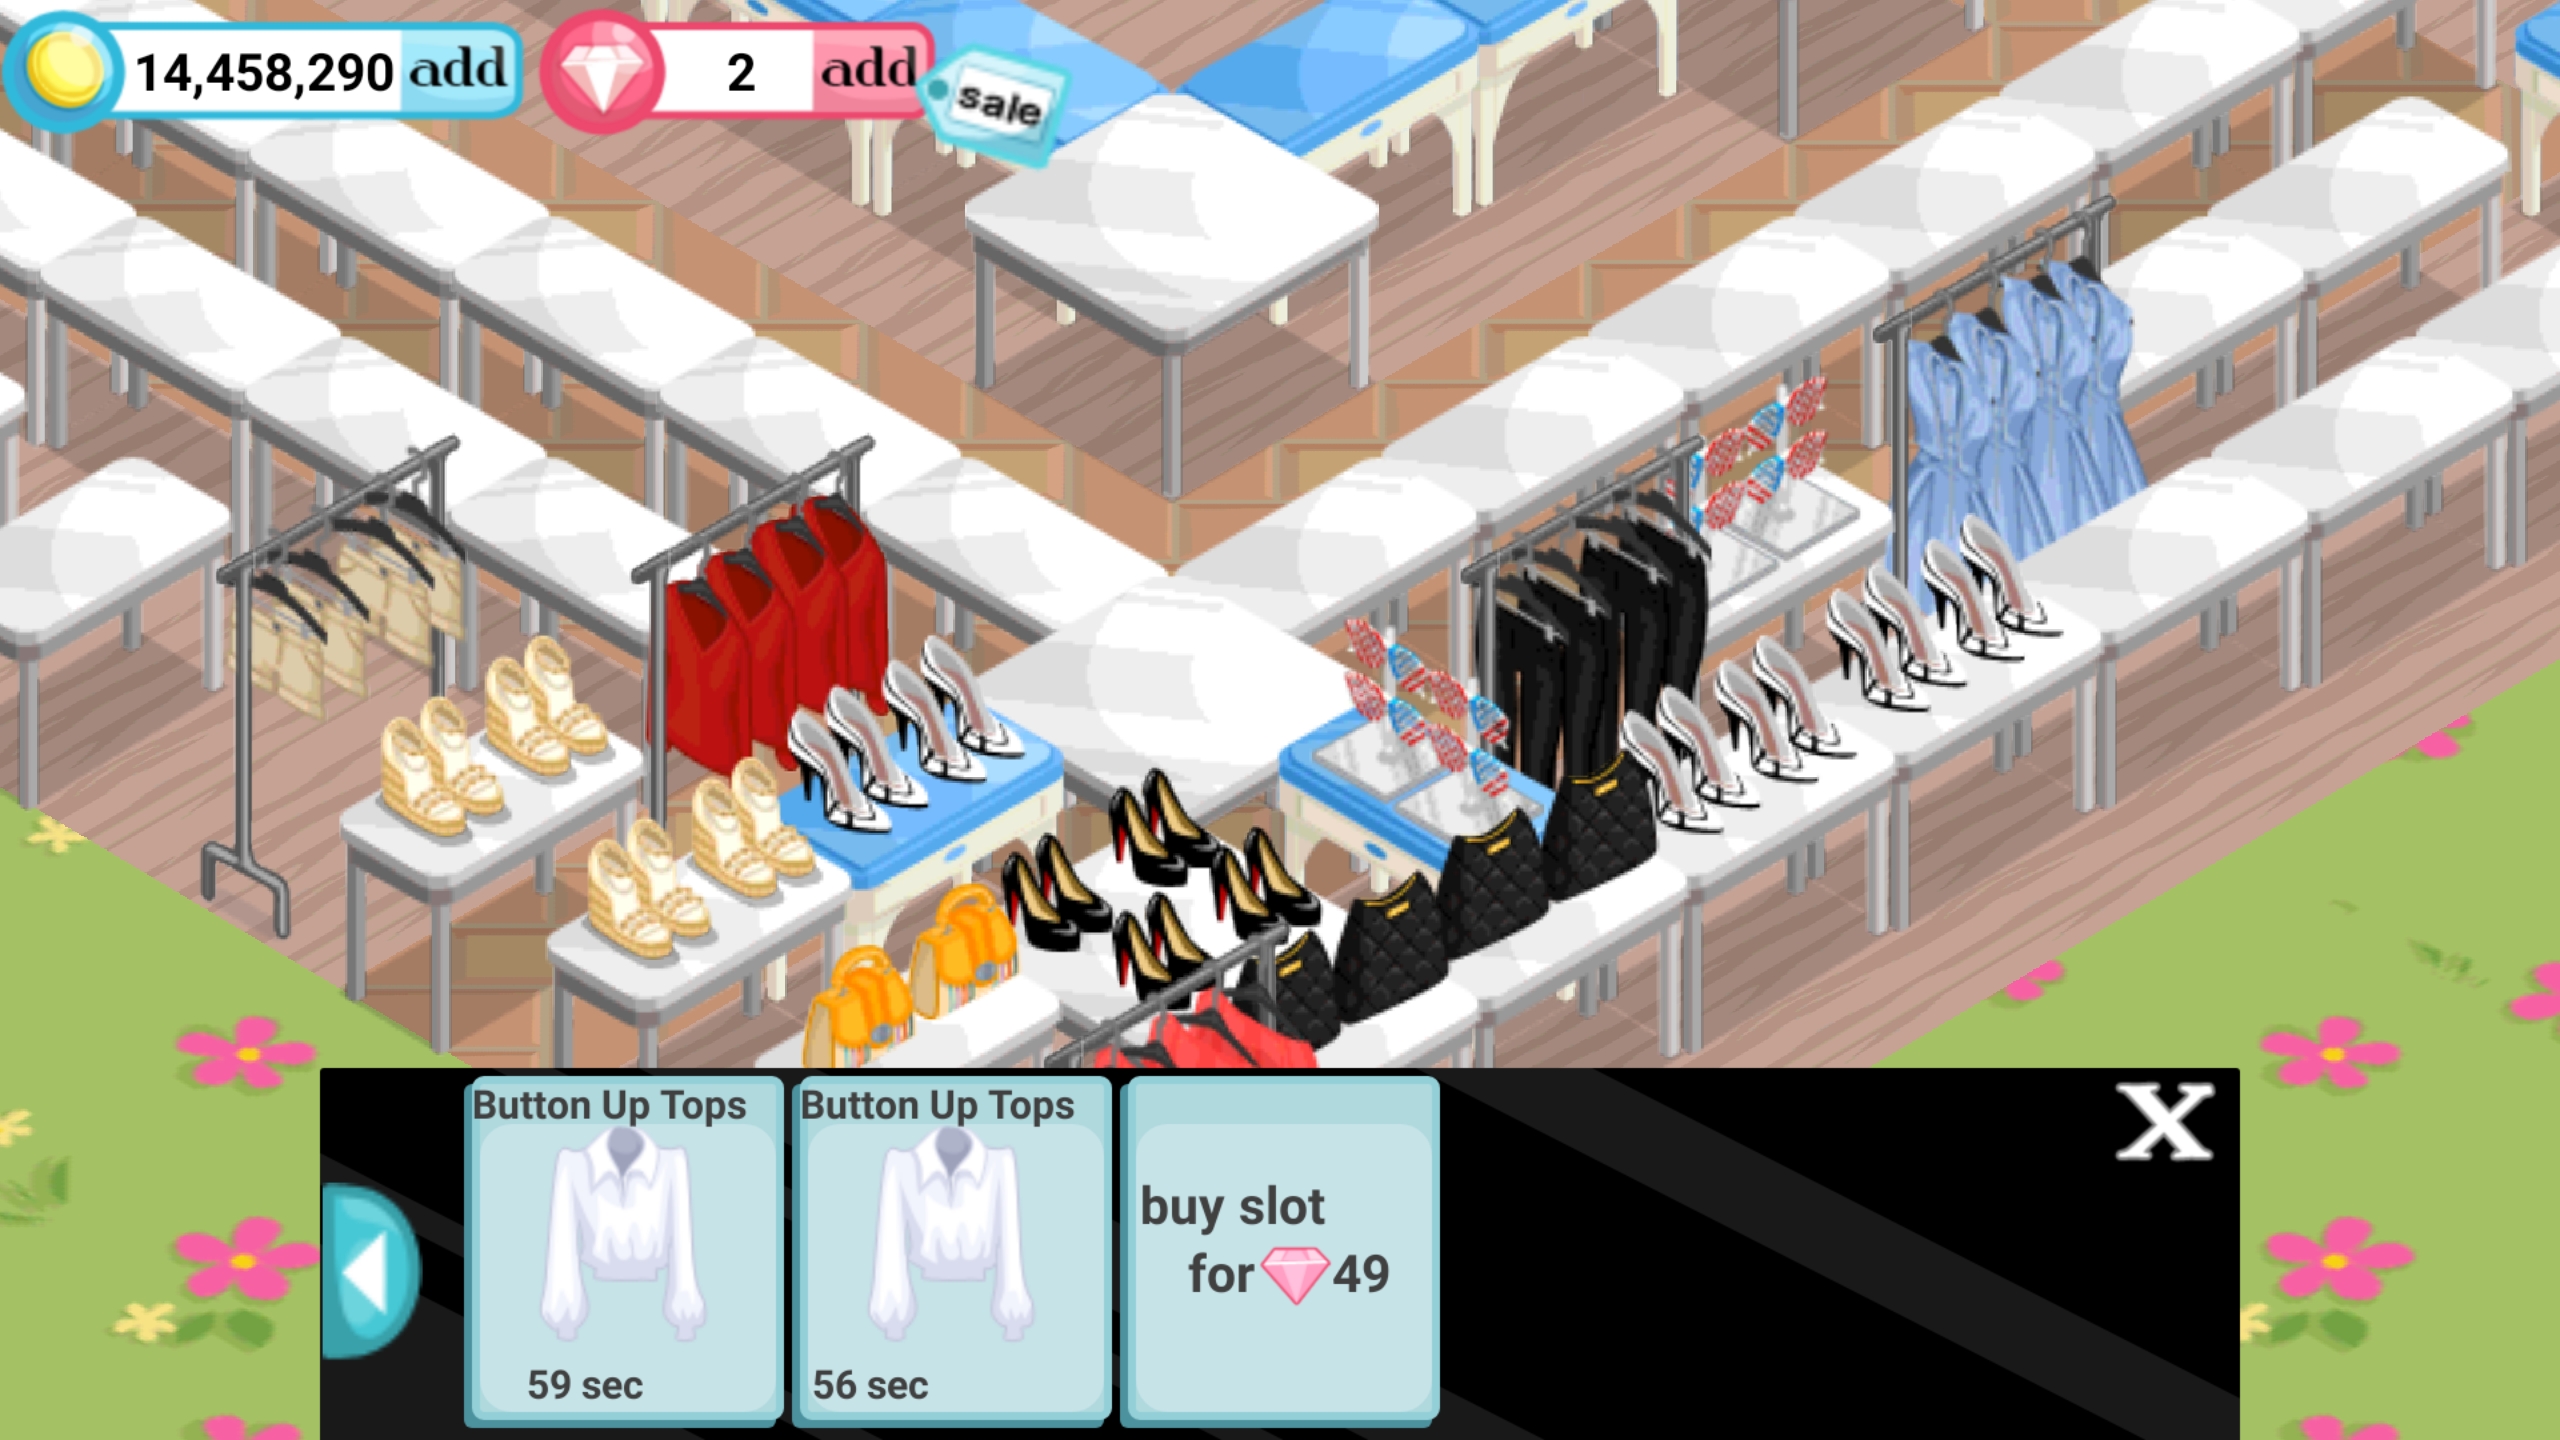 14,458,290 add
2 add
sale
Button Up Tops
59 sec
Button Up Tops
56 sec
buy slot
for 49
X